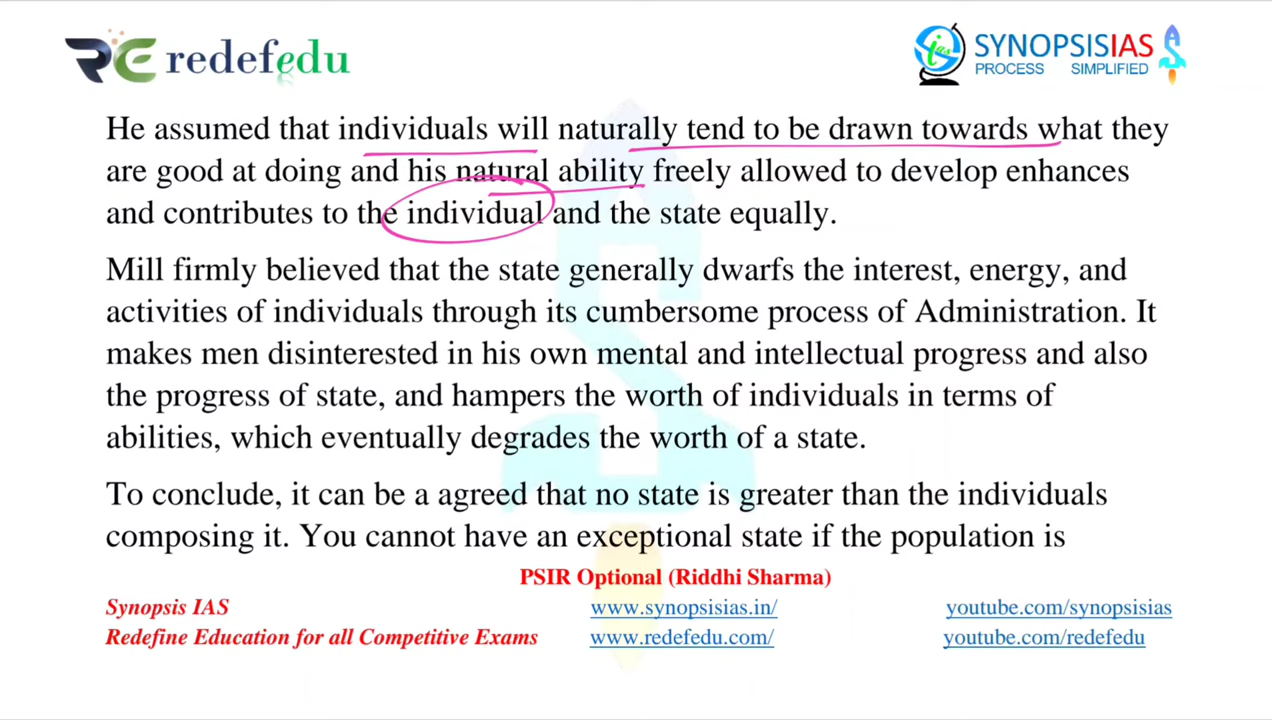 redefedu
SYNOPSISIAS
PROCESS SIMPLIFIED
He assumed that individuals will naturally tend to be drawn towards what they
are good at doing and his natural ability freely allowed to develop enhances
and contributes to the individual and the state equally.
Mill firmly believed that the state generally dwarfs the interest, energy, and
activities of individuals through its cumbersome process of Administration. It
makes men disinterested in his own mental and intellectual progress and also
the progress of state, and hampers the worth of individuals in terms of
abilities, which eventually degrades the worth of a state.
To conclude, it can be a agreed that no state is greater than the individuals
composing it. You cannot have an exceptional state if the population is
PSIR Optional (Riddhi Sharma)
Synopsis IAS www.synopsisias.in/ youtube.com/synopsisias
Redefine Education for all Competitive Exams www.redefedu.com/ youtube.com/redefedu